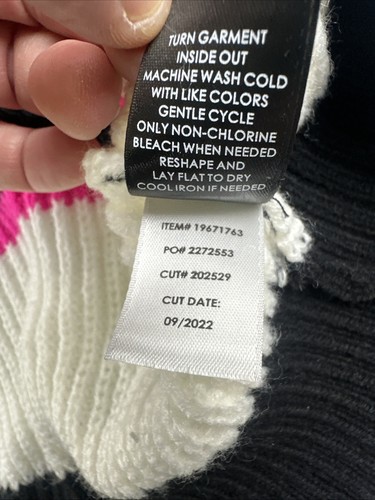 TURN GARMENT
INSIDE OUT
MACHINE WASH COLD
WITH LIKE COLORS
GENTLE CYCLE
ONLY NON-CHLORINE
BLEACH WHEN NEEDED
RESHAPE AND
LAY FLAT TO DRY
COOL IRON IF NEEDED
ITEM# 19671763
PO# 2272553
CUT# 202529
CUT DATE:
09/2022